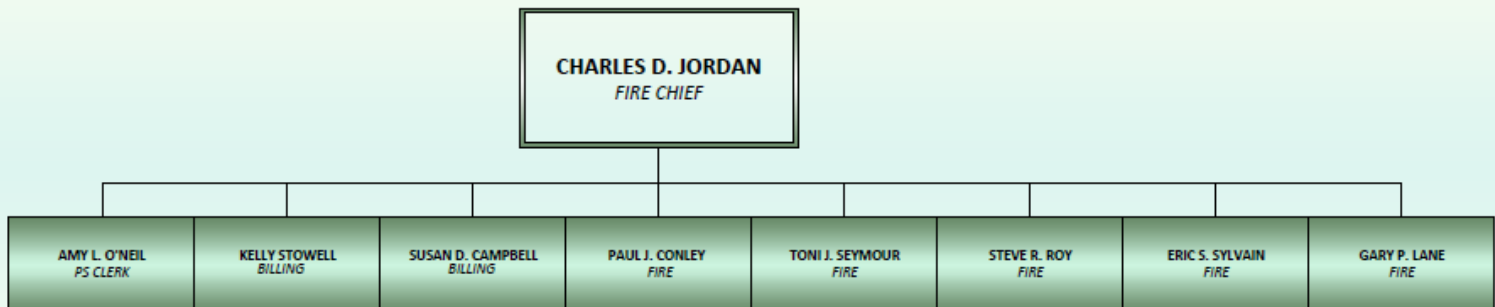 CHARLES D. JORDAN
FIRE CHIEF
AMY L. O'NEIL
PS CLERK
KELLY STOWELL
BILLING
SUSAN D. CAMPBELL
BILLING
PAUL J. CONLEY
FIRE
TONI J. SEYMOUR
FIRE
STEVE R. ROY
FIRE
ERIC S. SYLVAIN
FIRE
GARY P. LANE
FIRE